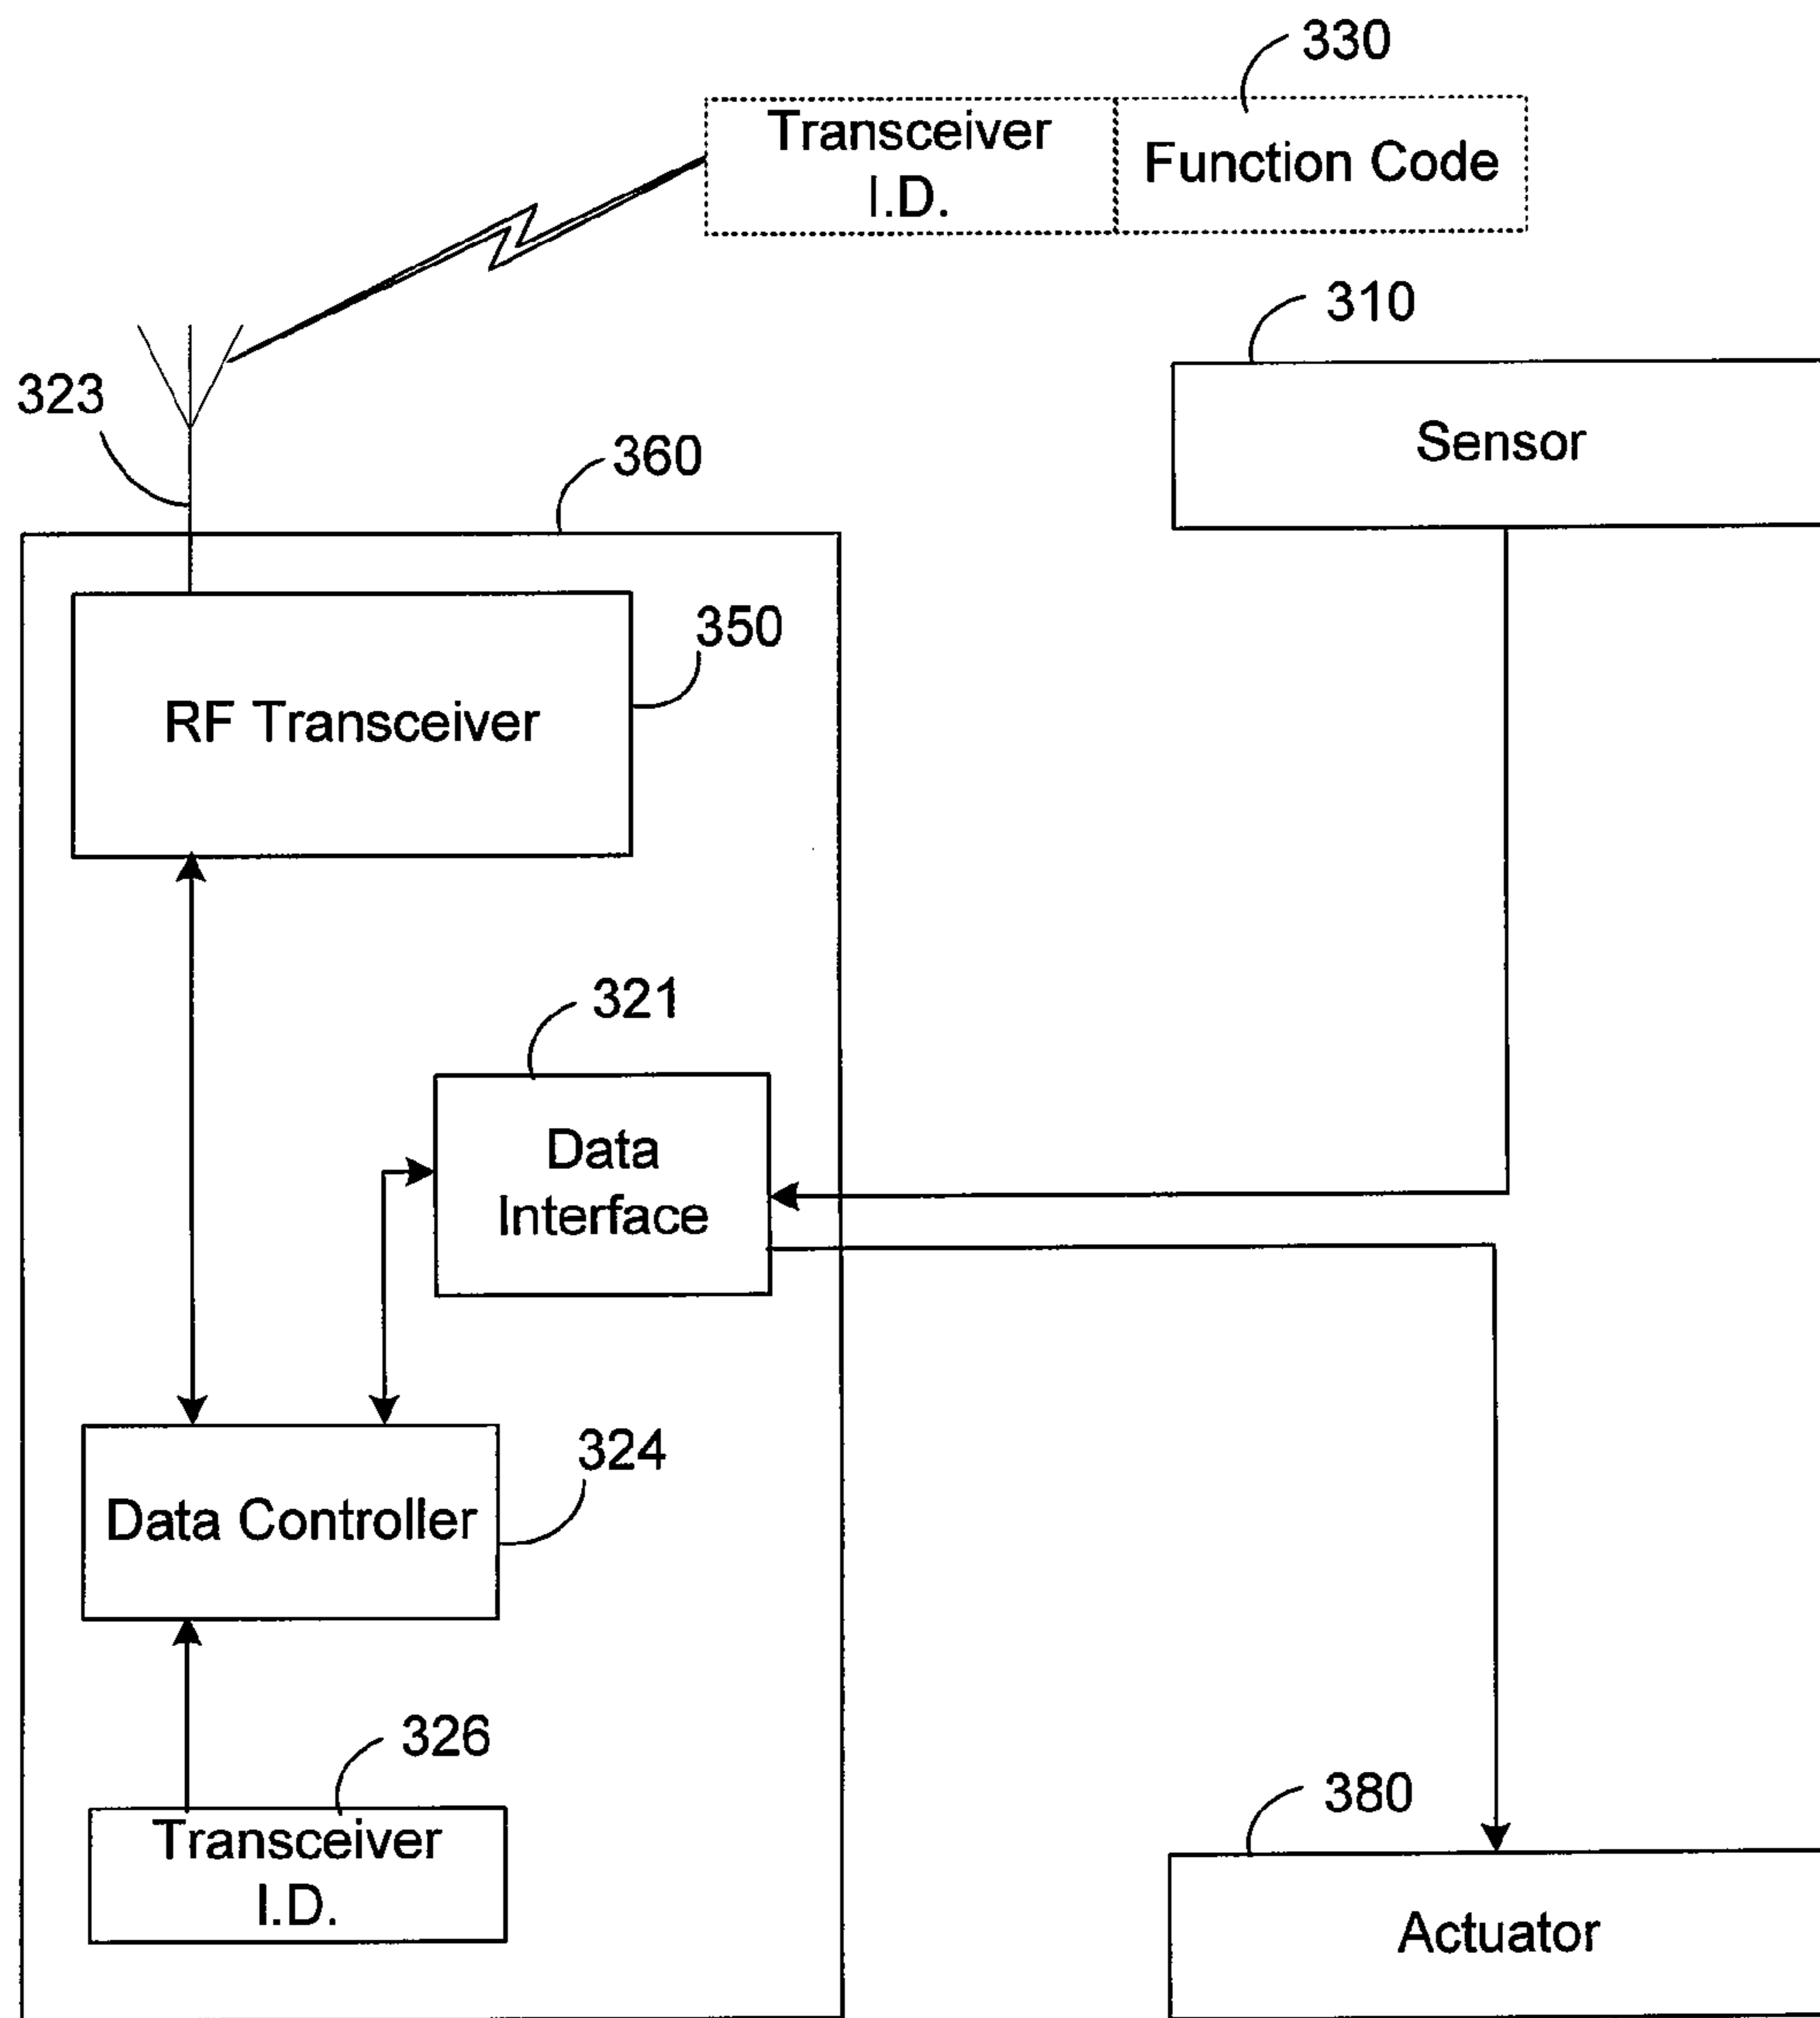 330
Transceiver
I.D.
Function Code
310
Sensor
323
360
350
RF Transceiver
321
Data
Interface
324
Data Controller
326
Transceiver
I.D.
380
Actuator